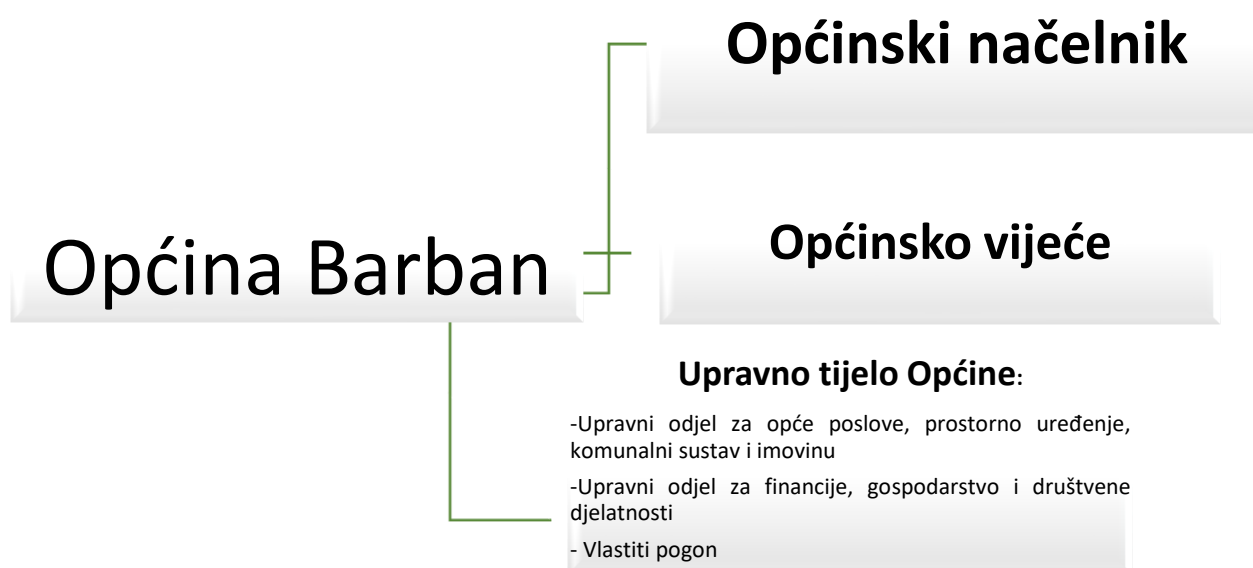 Općinski načelnik
Općina Barban
Općinsko vijeće
Upravno tijelo Općine:
-Upravni odjel za opće poslove, prostorno uređenje,
komunalni sustav i imovinu
-Upravni odjel za financije, gospodarstvo i društvene
djelatnosti
- Vlastiti pogon